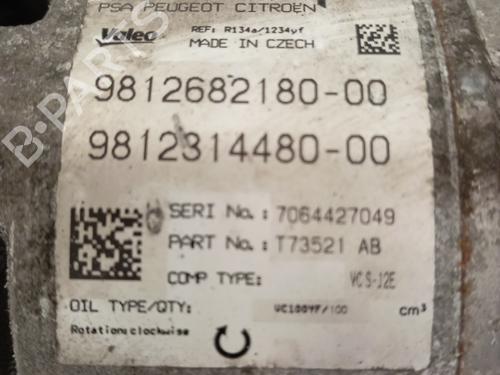 PSA PEUGEOT CITROËN
Valeo
REF: R134a/1234yf
MADE IN CZECH
9812682180-00
9812314480-00
SERI No.: 7064427049
PART No.: T73521 AB
COMP TYPE: VCS-12E
OIL TYPE/QTY: VC100YF/100 cm³
Rotation:clockwise
B-PARTS